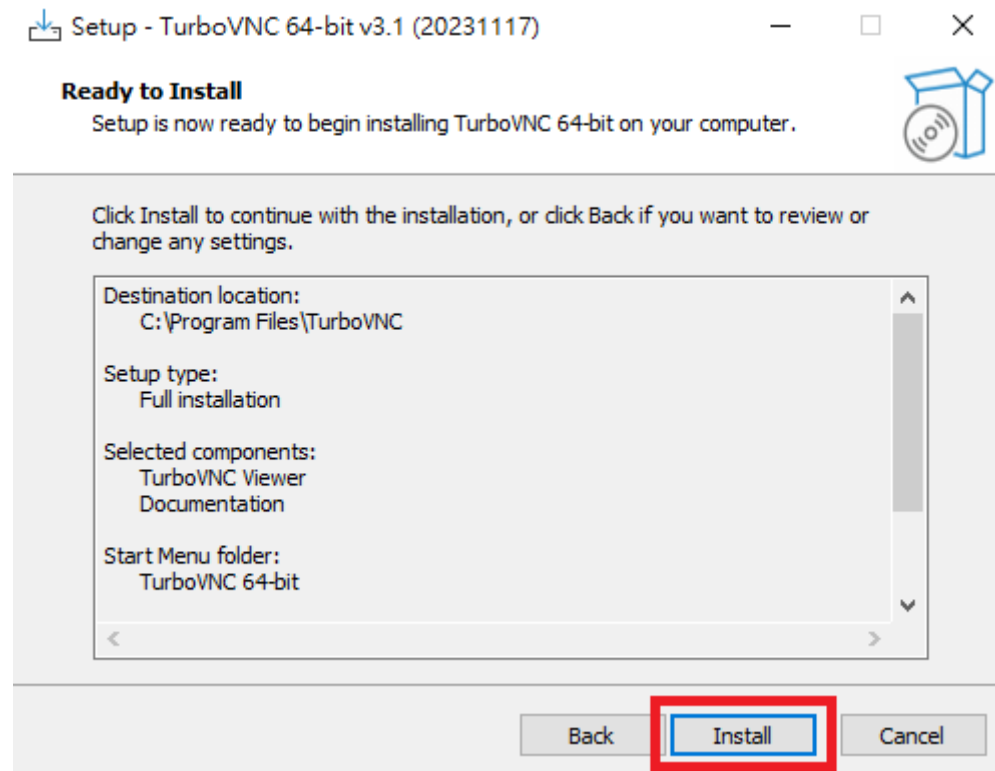 Setup - TurboVNC 64-bit v3.1 (20231117)
Ready to Install
Setup is now ready to begin installing TurboVNC 64-bit on your computer.
Click Install to continue with the installation, or click Back if you want to review or
change any settings.
Destination location:
C:\Program Files\TurboVNC
Setup type:
Full installation
Selected components:
TurboVNC Viewer
Documentation
Start Menu folder:
TurboVNC 64-bit
Back
Install
Cancel